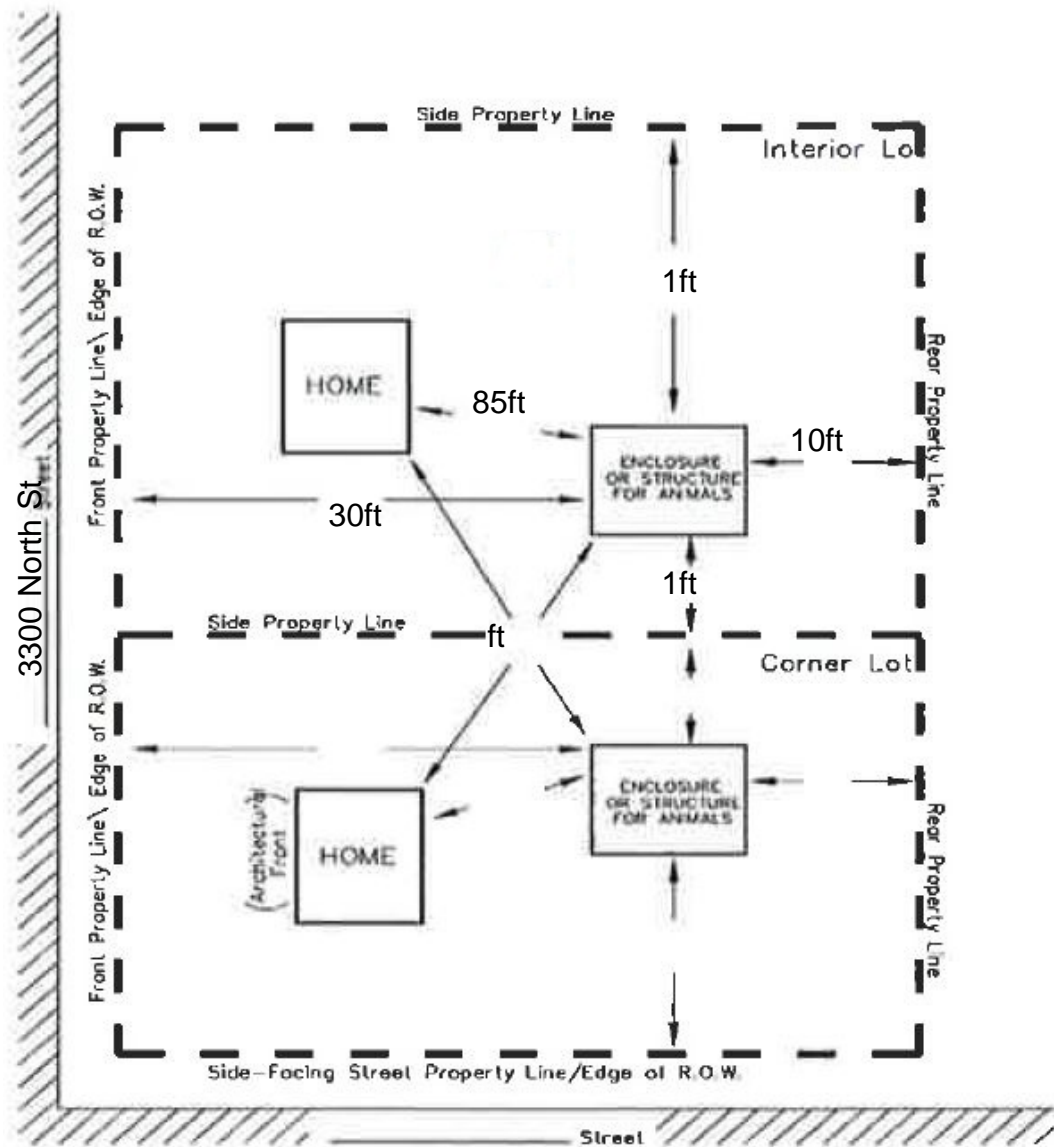 Side Property Line
Interior Lo
Front Property Line\ Edge of R.O.W.
1ft
HOME
85ft
Rear Property Line
10ft
ENCLOSURE
OR STRUCTURE
FOR ANIMALS
30ft
3300 North St
Street
1ft
Side Property Line
ft
Corner Lot
Front Property Line\ Edge of R.O.W.
ENCLOSURE
OR STRUCTURE
FOR ANIMALS
(Architectural
Front)
HOME
Rear Property Line
Side-Facing Street Property Line/Edge of R.O.W.
Street